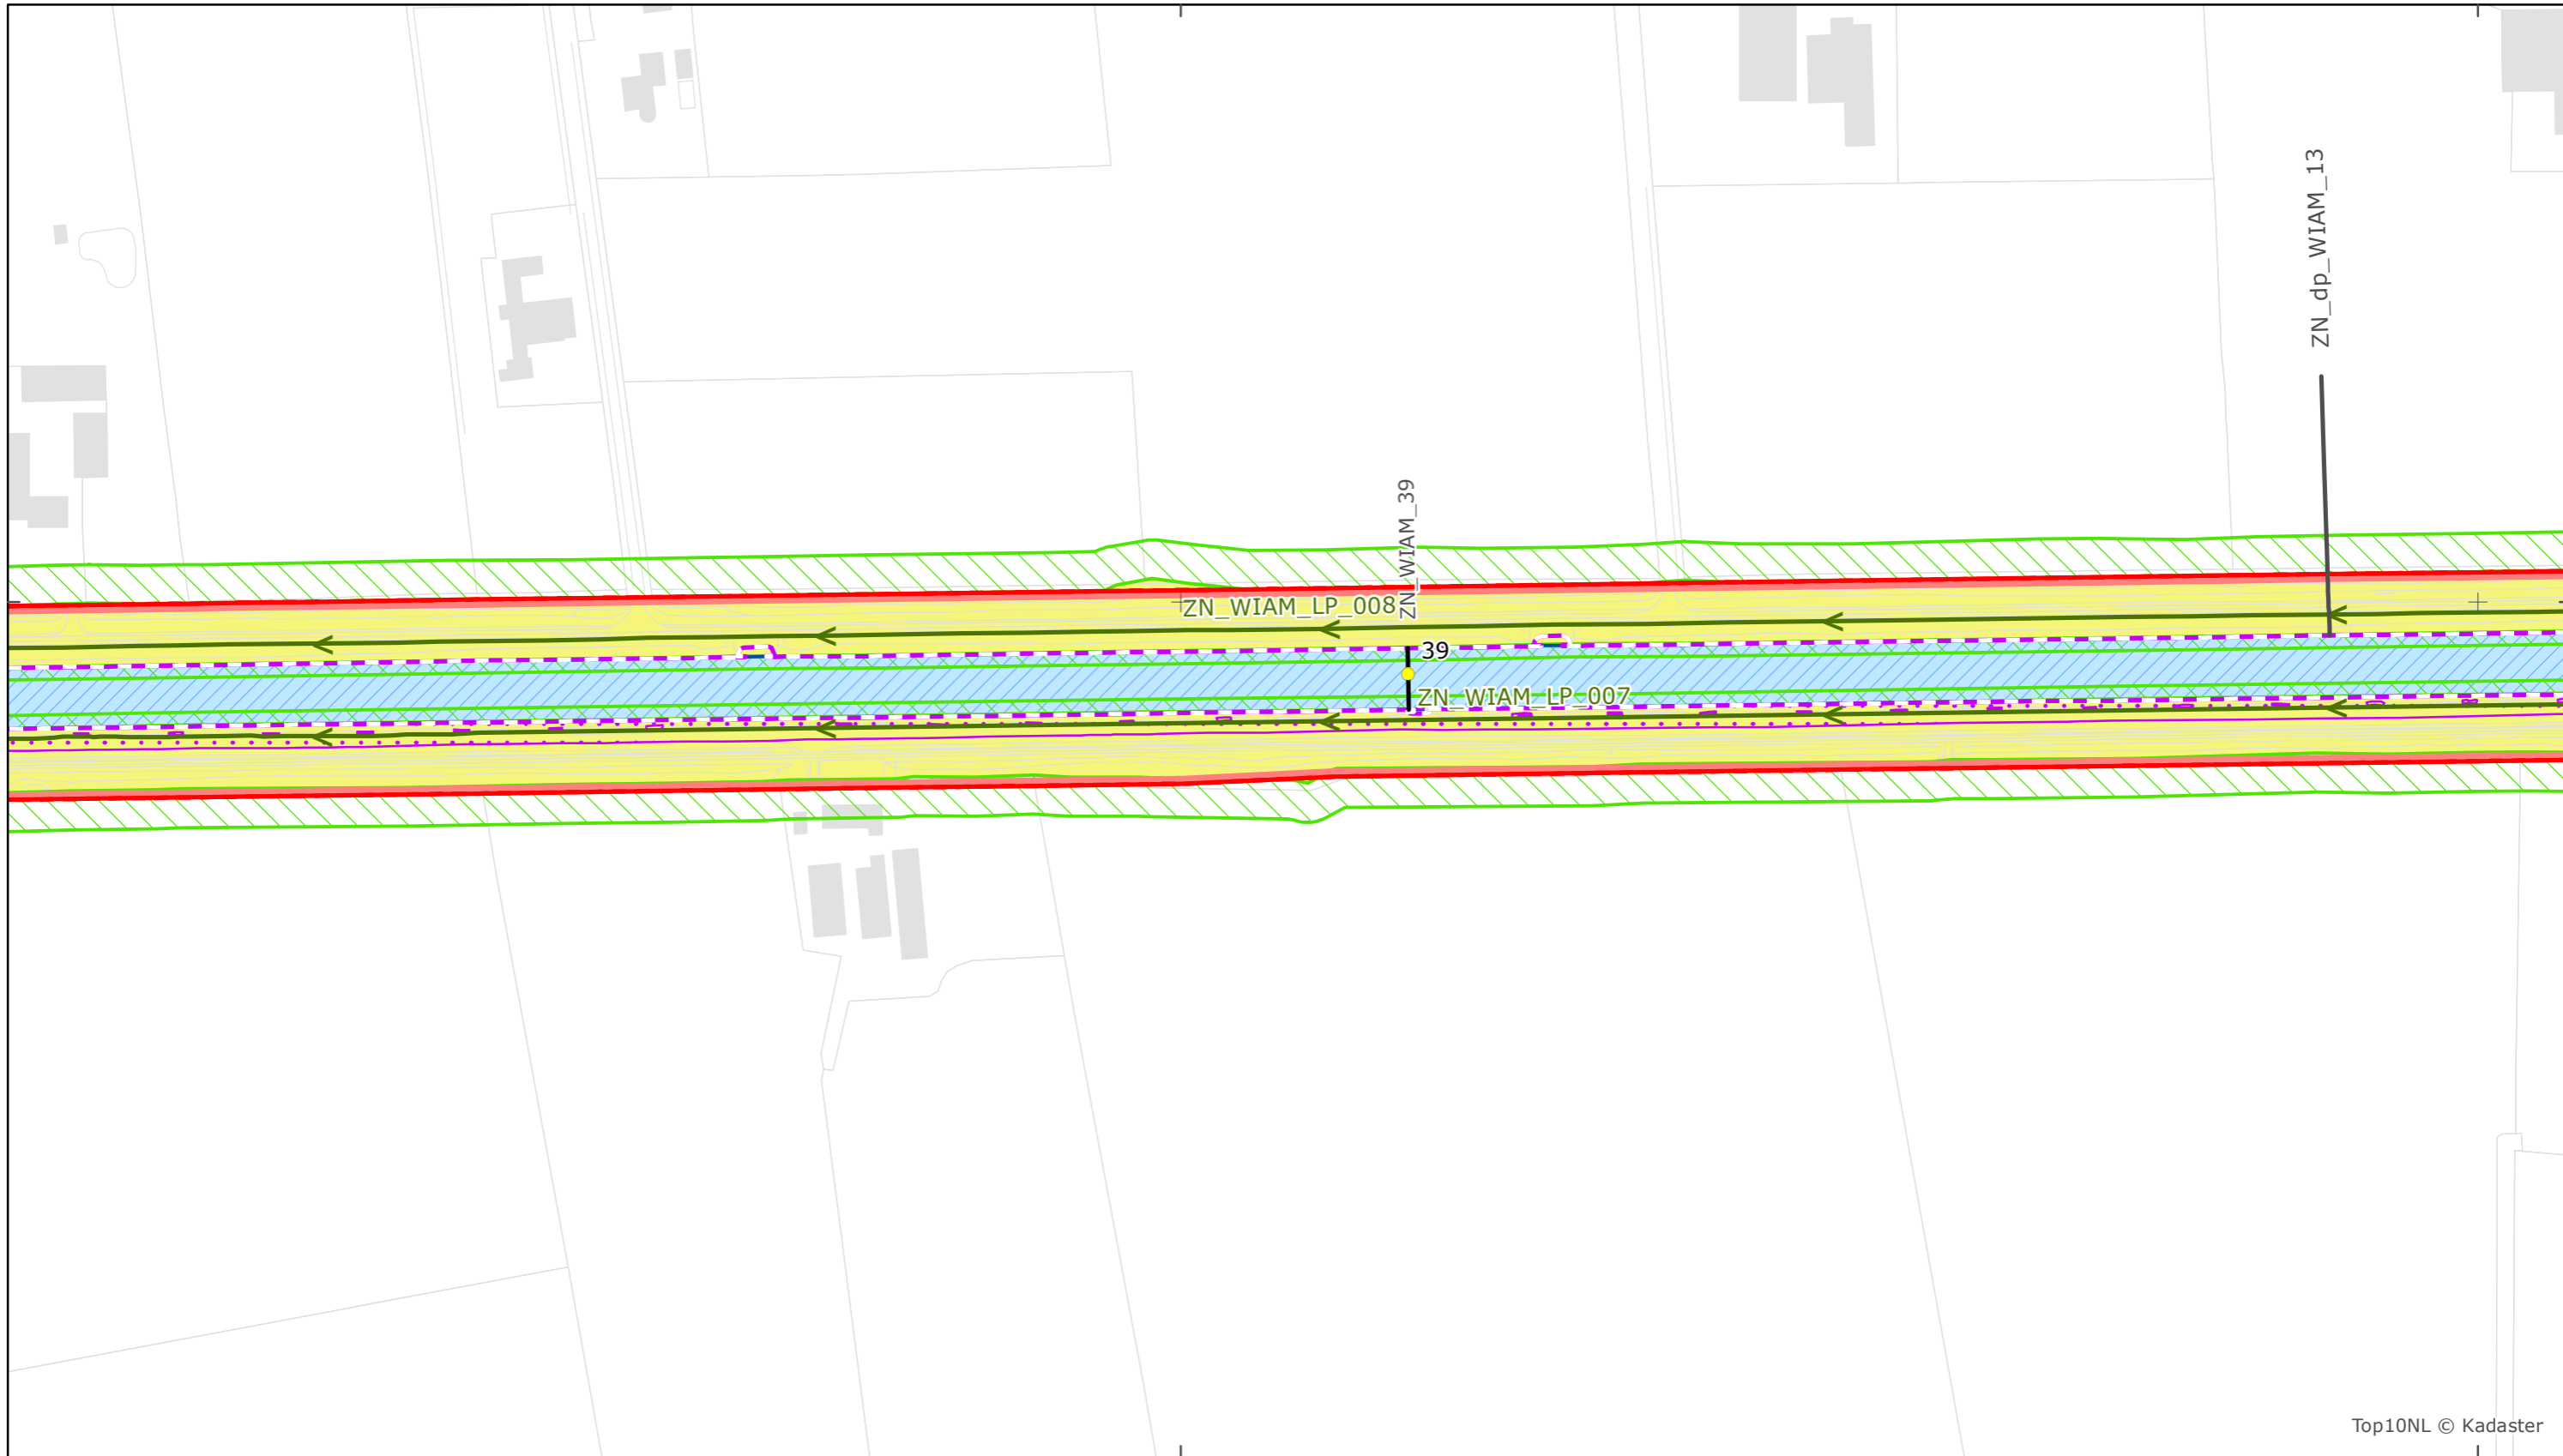 ZN_dp_WIAM_13
ZN_WIAM_39
ZN_WIAM_LP_008
39
ZN_WIAM_LP_007
Top10NL © Kadaster